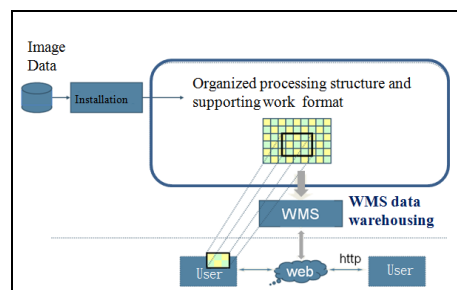 Image
Data
Installation
Organized processing structure and
supporting work format
WMS
WMS data
warehousing
User
web
http
User